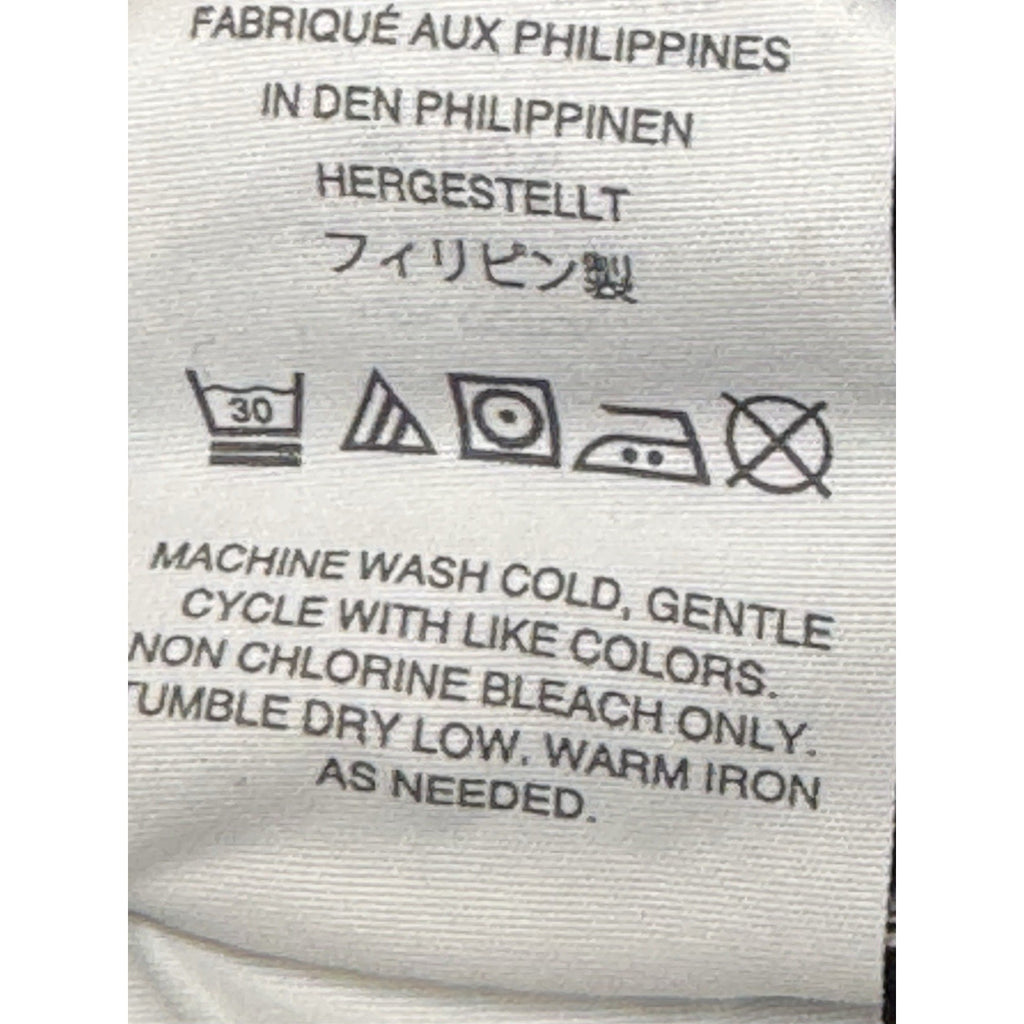 FABRIQUÉ AUX PHILIPPINES
IN DEN PHILIPPINEN
HERGESTELLT
フィリピン製
30
MACHINE WASH COLD, GENTLE
CYCLE WITH LIKE COLORS.
NON CHLORINE BLEACH ONLY.
TUMBLE DRY LOW. WARM IRON
AS NEEDED.